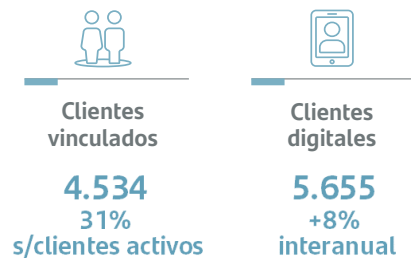 Clientes
vinculados
4.534
31%
s/clientes activos
Clientes
digitales
5.655
+8%
interanual